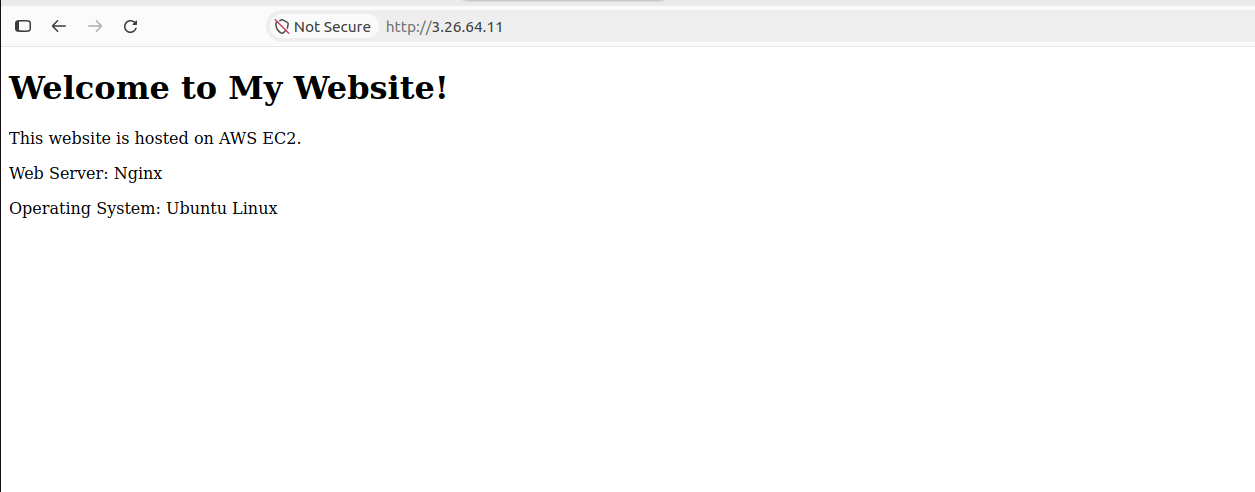 Not Secure http://3.26.64.11
Welcome to My Website!
This website is hosted on AWS EC2.
Web Server: Nginx
Operating System: Ubuntu Linux